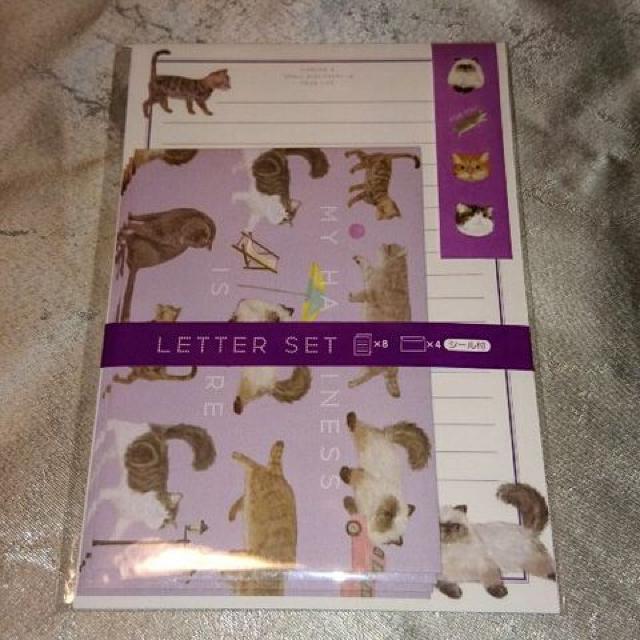 MY HA INESS
IS RE
LETTER SET ×8 ×4 シール付